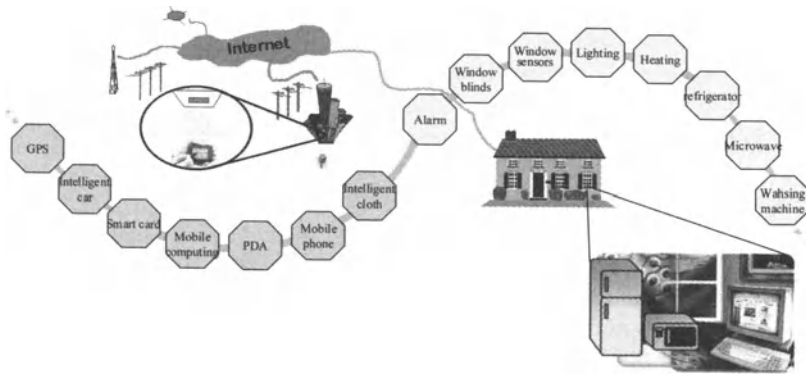 Internet
GPS
Intelligent
car
Smart card
Mobile
computing
PDA
Mobile
phone
Intelligent
cloth
Alarm
Window
blinds
Window
sensors
Lighting
Heating
refrigerator
Microwave
Wahsing
machine